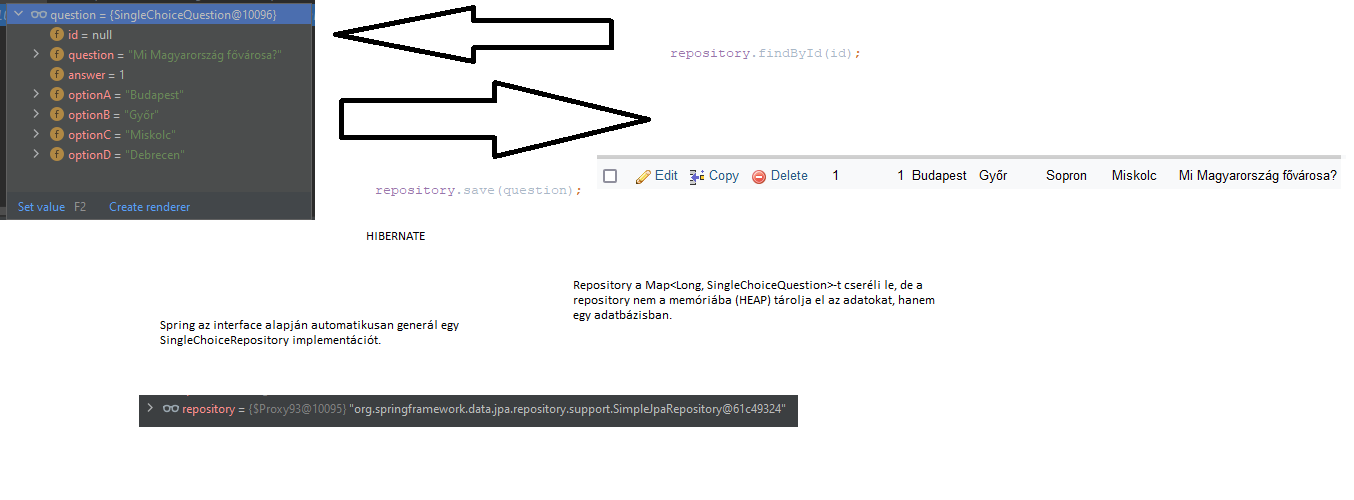 question = {SingleChoiceQuestion@10096}
id = null
question = "Mi Magyarország fővárosa?"
answer = 1
optionA = "Budapest"
optionB = "Győr"
optionC = "Miskolc"
optionD = "Debrecen"
Set value F2 Create renderer
repository.findById(id);
repository.save(question);
Edit Copy Delete 1 1 Budapest Győr Sopron Miskolc Mi Magyarország fővárosa?
HIBERNATE
Repository a Map<Long, SingleChoiceQuestion>-t cseréli le, de a
repository nem a memóriába (HEAP) tárolja el az adatokat, hanem
egy adatbázisban.
Spring az interface alapján automatikusan generál egy
SingleChoiceRepository implementációt.
repository = {$Proxy93@10095} "org.springframework.data.jpa.repository.support.SimpleJpaRepository@61c49324"